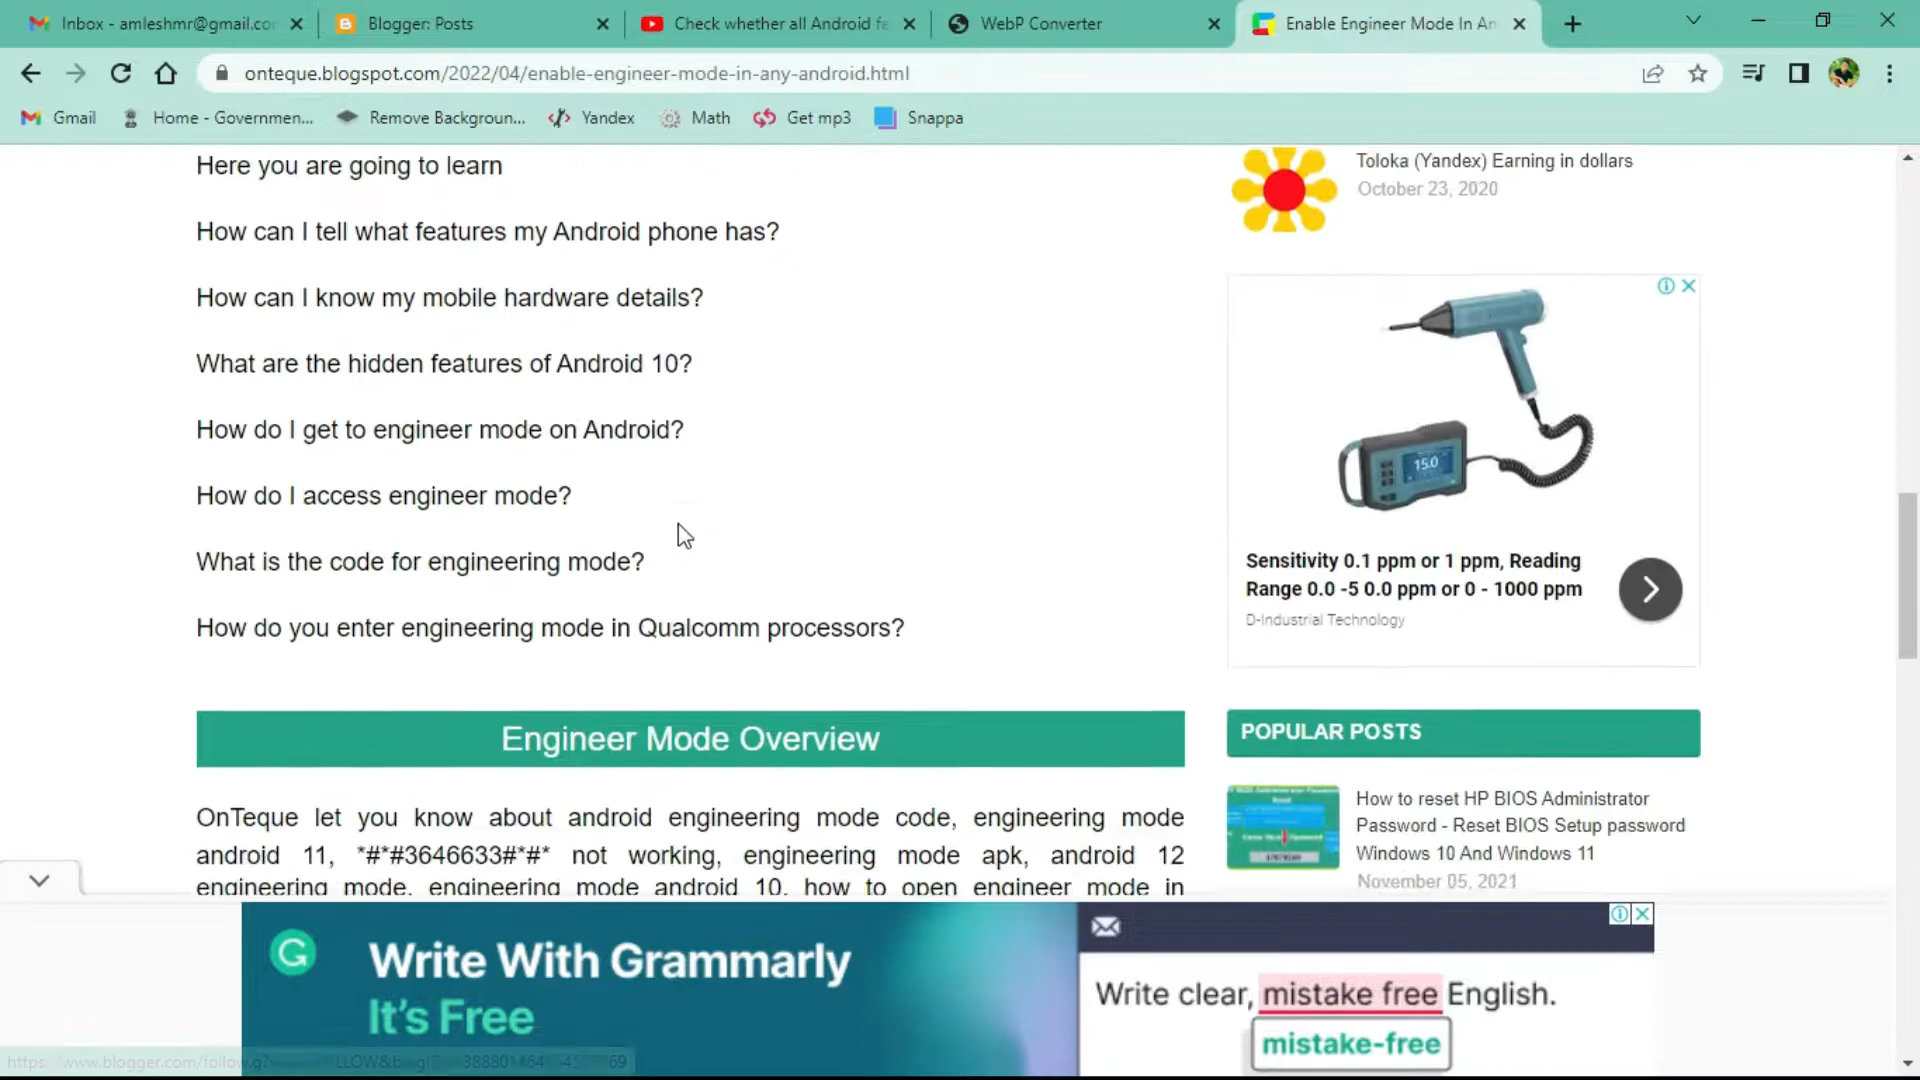 Inbox - amleshmr@gmail.co
Blogger: Posts
Check whether all Android fe
WebP Converter
Enable Engineer Mode In An
onteque.blogspot.com/2022/04/enable-engineer-mode-in-any-android.html
Gmail
Home - Governmen...
Remove Backgroun...
Yandex
Math
Get mp3
Snappa
Here you are going to learn
How can I tell what features my Android phone has?
How can I know my mobile hardware details?
What are the hidden features of Android 10?
How do I get to engineer mode on Android?
How do I access engineer mode?
What is the code for engineering mode?
How do you enter engineering mode in Qualcomm processors?
Engineer Mode Overview
OnTeque let you know about android engineering mode code, engineering mode
android 11, *#*#3646633#*#* not working, engineering mode apk, android 12
engineering mode, engineering mode android 10, how to open engineer mode in
Toloka (Yandex) Earning in dollars
October 23, 2020
15.0
Sensitivity 0.1 ppm or 1 ppm, Reading
Range 0.0 -5 0.0 ppm or 0 - 1000 ppm
D-Industrial Technology
POPULAR POSTS
How to reset HP BIOS Administrator
Password - Reset BIOS Setup password
Windows 10 And Windows 11
November 05, 2021
Write With Grammarly
It's Free
Write clear, mistake free English.
mistake-free